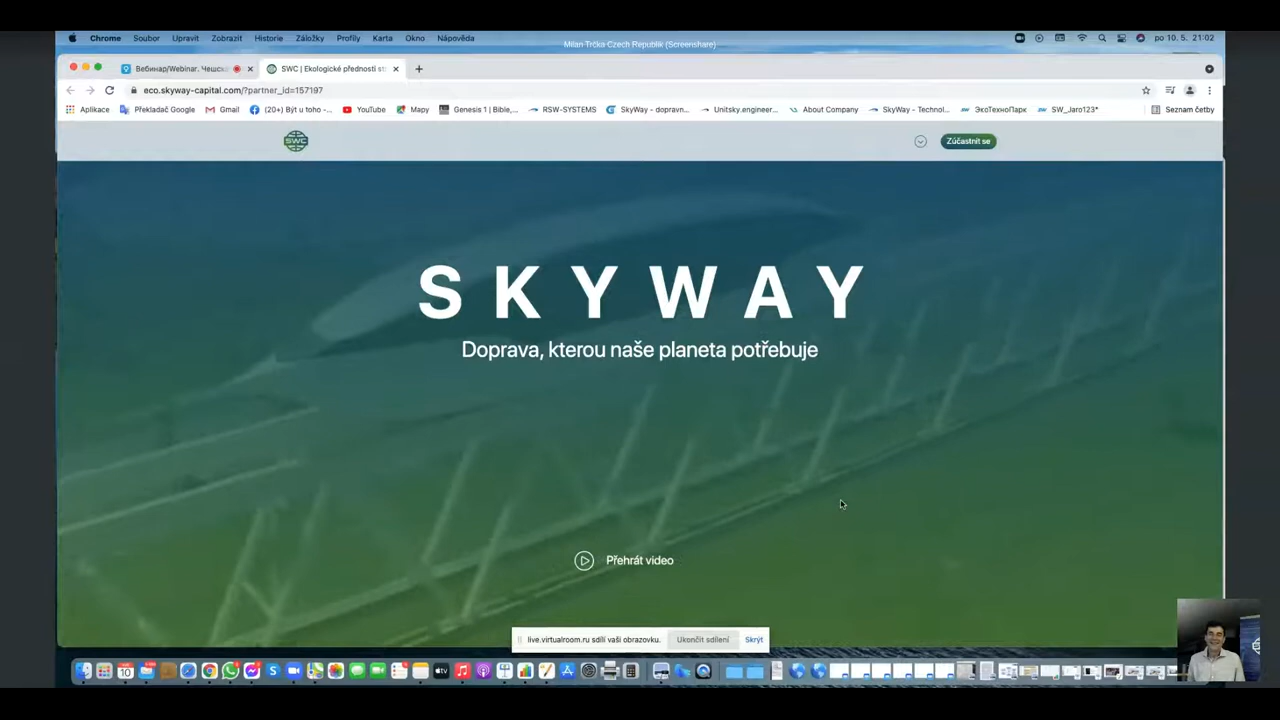 Chrome Soubor Upravit Zobrazit Historie Záložky Profily Karta Okno Nápověda
po 10. 5. 21:02
Milan Trčka Czech Republik (Screenshare)
Вебинар/Webinar. Чешск
SWC | Ekologické přednosti st
eco.skyway-capital.com/?partner_id=157197
Aplikace Překladač Google Gmail (20+) Být u toho -... YouTube Mapy Genesis 1 | Bible,... RSW-SYSTEMS SkyWay - dopravn... Unitsky.engineer... About Company SkyWay – Technol... ЭкоТехноПарк SW_Jaro123* Seznam četby
SWC
Zúčastnit se
SKYWAY
Doprava, kterou naše planeta potřebuje
Přehrát video
live.virtualroom.ru sdílí vaši obrazovku. Ukončit sdílení Skrýt
10